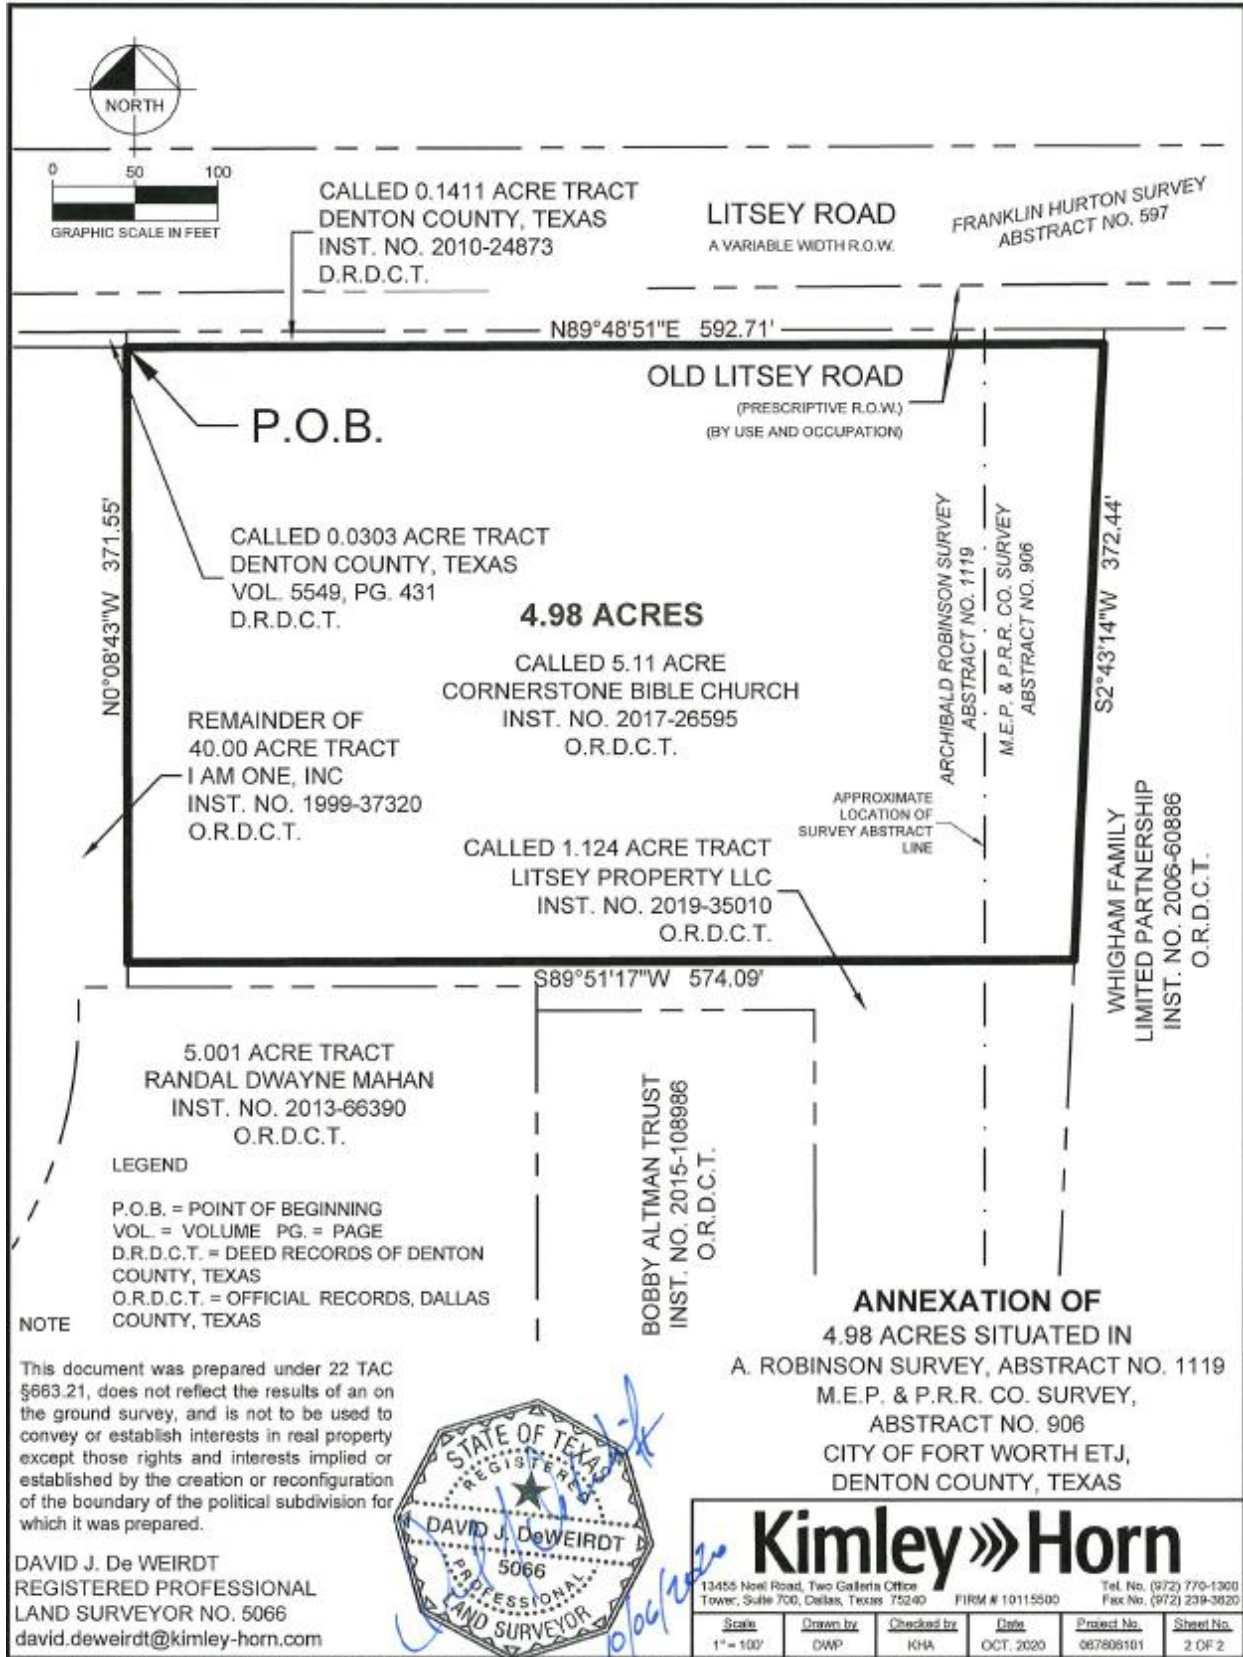 NORTH
0 50 100
GRAPHIC SCALE IN FEET
CALLED 0.1411 ACRE TRACT
DENTON COUNTY, TEXAS
INST. NO. 2010-24873
D.R.D.C.T.
LITSEY ROAD
A VARIABLE WIDTH R.O.W.
FRANKLIN HURTON SURVEY
ABSTRACT NO. 597
N89°48'51"E 592.71'
OLD LITSEY ROAD
(PRESCRIPTIVE R.O.W.)
(BY USE AND OCCUPATION)
P.O.B.
N0°08'43"W 371.55'
CALLED 0.0303 ACRE TRACT
DENTON COUNTY, TEXAS
VOL. 5549, PG. 431
D.R.D.C.T.
4.98 ACRES
CALLED 5.11 ACRE
CORNERSTONE BIBLE CHURCH
INST. NO. 2017-26595
O.R.D.C.T.
ARCHIBALD ROBINSON SURVEY
ABSTRACT NO. 1119
M.E.P. & P.R.R. CO. SURVEY
ABSTRACT NO. 906
S2°43'14"W 372.44'
REMAINDER OF
40.00 ACRE TRACT
I AM ONE, INC
INST. NO. 1999-37320
O.R.D.C.T.
APPROXIMATE
LOCATION OF
SURVEY ABSTRACT
LINE
CALLED 1.124 ACRE TRACT
LITSEY PROPERTY LLC
INST. NO. 2019-35010
O.R.D.C.T.
WHIGHAM FAMILY
LIMITED PARTNERSHIP
INST. NO. 2006-60886
O.R.D.C.T.
S89°51'17"W 574.09'
5.001 ACRE TRACT
RANDAL DWAYNE MAHAN
INST. NO. 2013-66390
O.R.D.C.T.
BOBBY ALTMAN TRUST
INST. NO. 2015-108986
O.R.D.C.T.
LEGEND
P.O.B. = POINT OF BEGINNING
VOL. = VOLUME PG. = PAGE
D.R.D.C.T. = DEED RECORDS OF DENTON
COUNTY, TEXAS
O.R.D.C.T. = OFFICIAL RECORDS, DALLAS
COUNTY, TEXAS
NOTE
This document was prepared under 22 TAC
§663.21, does not reflect the results of an on
the ground survey, and is not to be used to
convey or establish interests in real property
except those rights and interests implied or
established by the creation or reconfiguration
of the boundary of the political subdivision for
which it was prepared.
DAVID J. De WEIRDT
REGISTERED PROFESSIONAL
LAND SURVEYOR NO. 5066
david.deweirdt@kimley-horn.com
STATE OF TEXAS
REGISTERED
DAVID J. DeWEIRDT
5066
PROFESSIONAL
LAND SURVEYOR
10/06/2020
ANNEXATION OF
4.98 ACRES SITUATED IN
A. ROBINSON SURVEY, ABSTRACT NO. 1119
M.E.P. & P.R.R. CO. SURVEY,
ABSTRACT NO. 906
CITY OF FORT WORTH ETJ,
DENTON COUNTY, TEXAS
Kimley»»Horn
13455 Noel Road, Two Galleria Office
Tower, Suite 700, Dallas, Texas 75240 FIRM # 10115500
Tel. No. (972) 770-1300
Fax No. (972) 239-3820
Scale Drawn by Checked by Date Project No. Sheet No.
1" = 100' DWP KHA OCT. 2020 067808101 2 OF 2